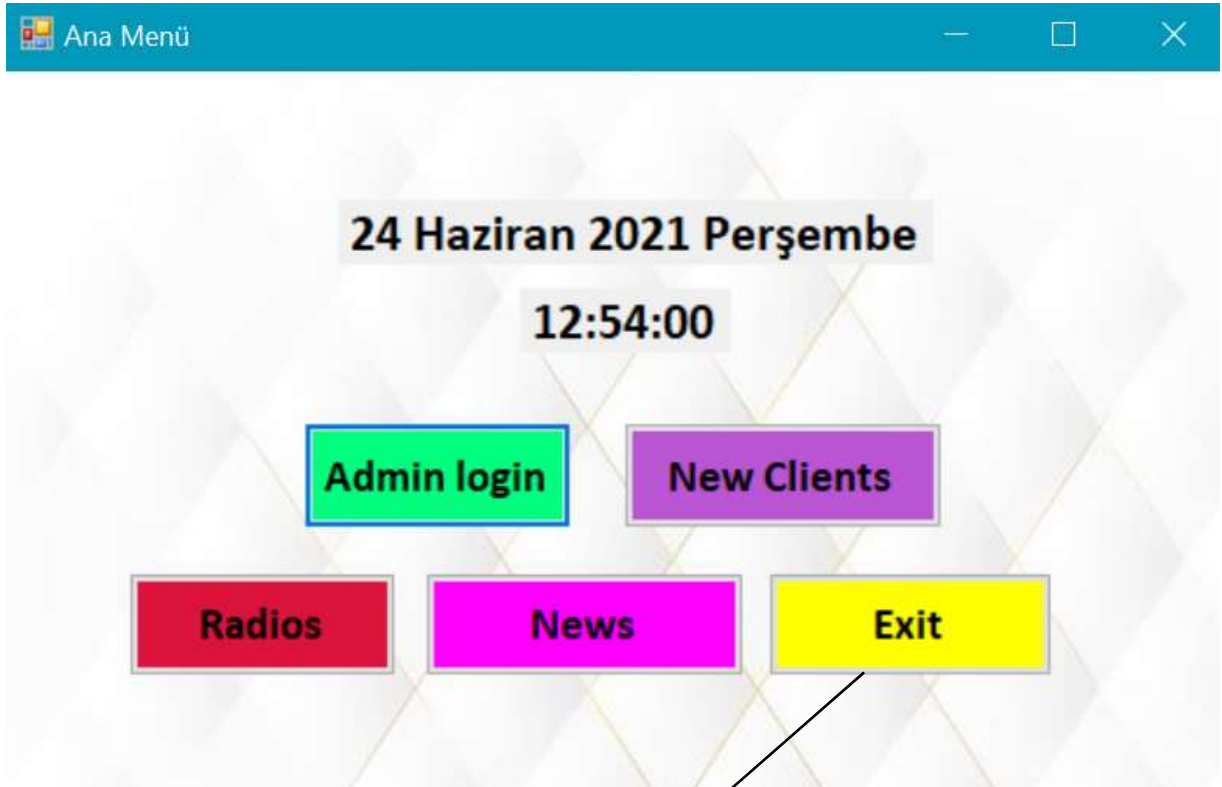 Ana Menü
24 Haziran 2021 Perşembe
12:54:00
Admin login New Clients
Radios News Exit